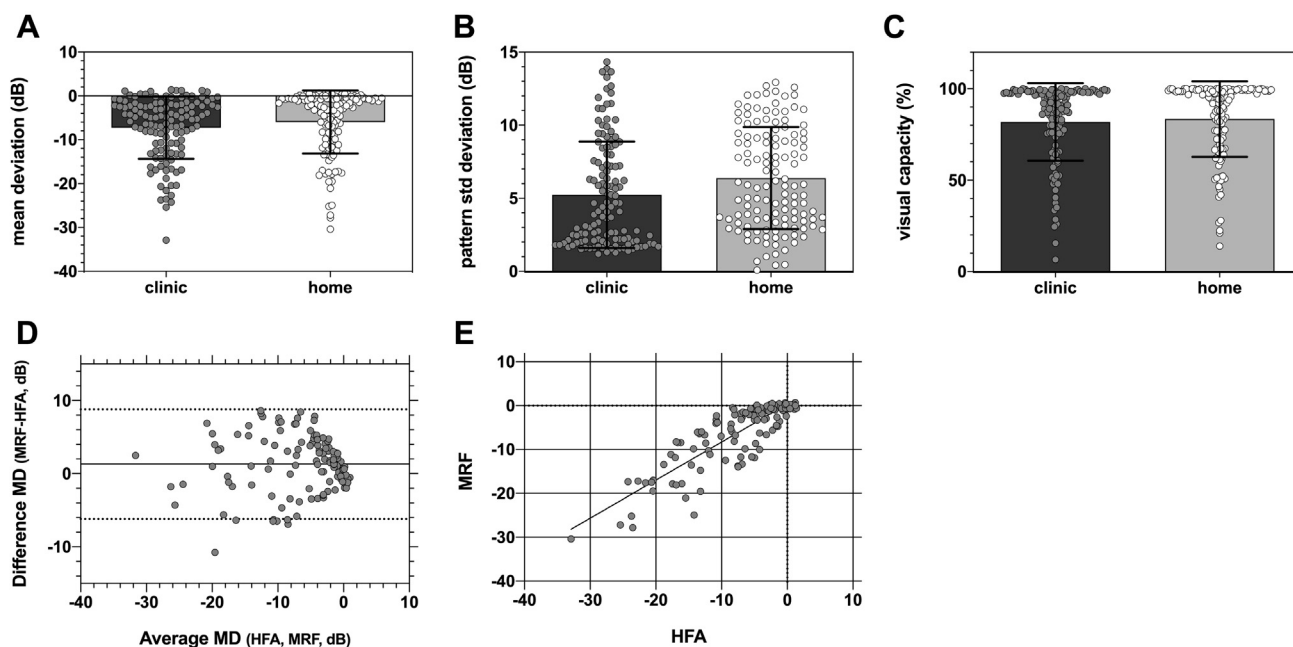 A
B
C
10
0
-10
-20
-30
-40
mean deviation (dB)
clinic
home
15
10
5
0
pattern std deviation (dB)
clinic
home
100
50
0
visual capacity (%)
clinic
home
D
E
10
0
-10
Difference MD (MRF-HFA, dB)
-40 -30 -20 -10 0 10
Average MD (HFA, MRF, dB)
10
0
-10
-20
-30
-40
MRF
-40 -30 -20 -10 0 10
HFA